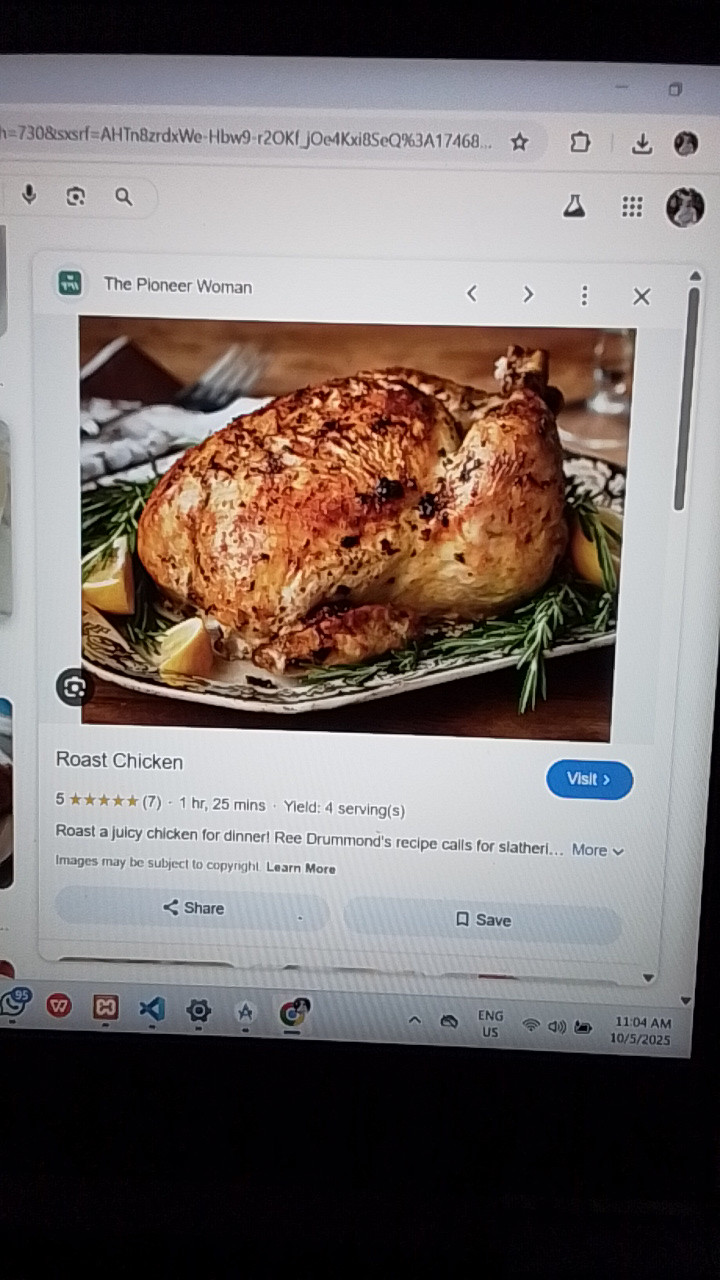 h=730&sxsrf=AHTn8zrdxWe-Hbw9-r2OKf_jOe4Kxi8SeQ%3A17468...
The Pioneer Woman
Roast Chicken
Visit >
5 ★★★★★ (7) · 1 hr, 25 mins · Yield: 4 serving(s)
Roast a juicy chicken for dinner! Ree Drummond's recipe calls for slatheri... More
Images may be subject to copyright. Learn More
Share
Save
95
ENG
US
11:04 AM
10/5/2025